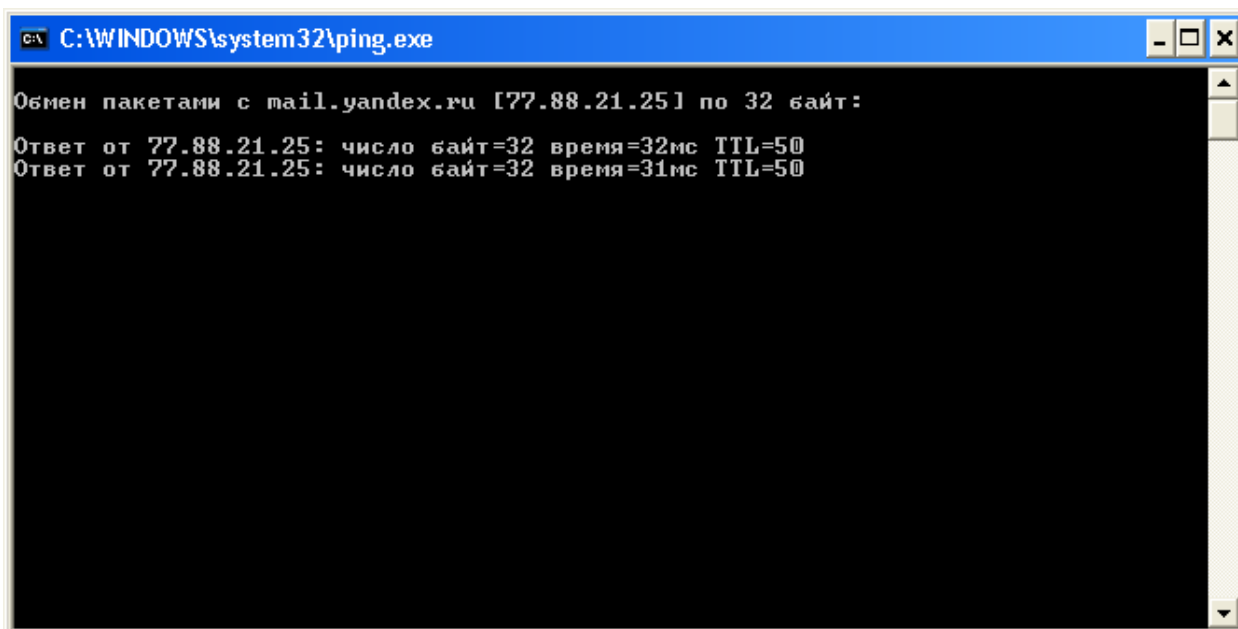 C:\WINDOWS\system32\ping.exe
Обмен пакетами с mail.yandex.ru [77.88.21.25] по 32 байт:
Ответ от 77.88.21.25: число байт=32 время=32мс TTL=50
Ответ от 77.88.21.25: число байт=32 время=31мс TTL=50